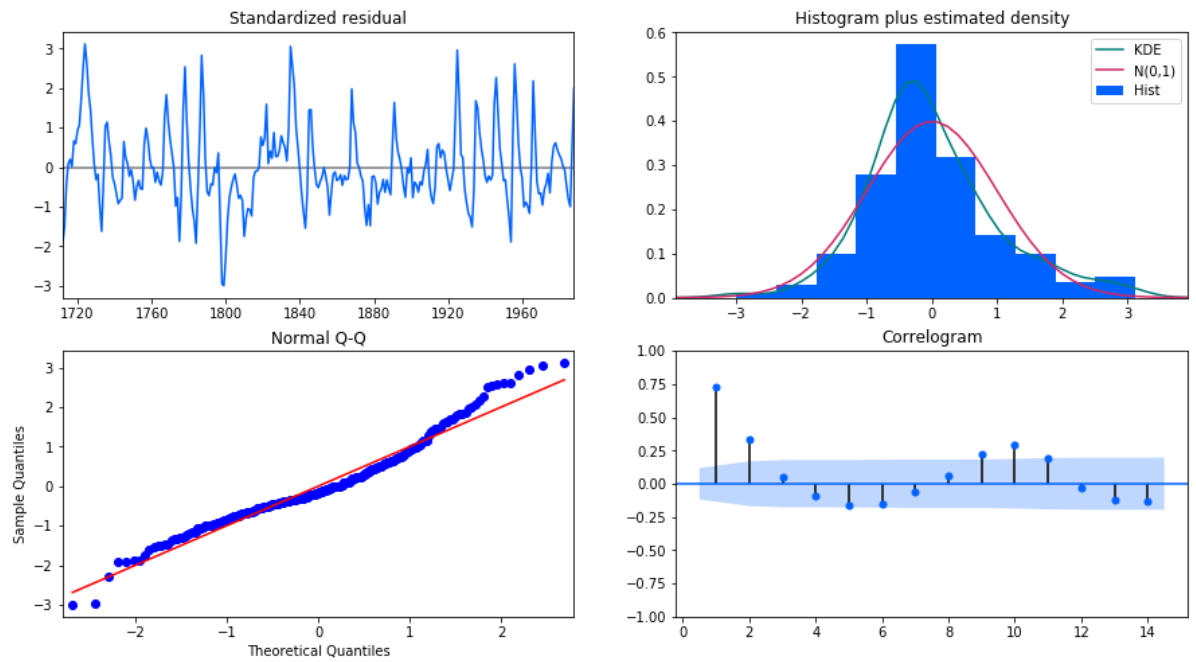 Standardized residual
3
2
1
0
−1
−2
−3
1720 1760 1800 1840 1880 1920 1960
Histogram plus estimated density
0.6
0.5
0.4
0.3
0.2
0.1
0.0
KDE
N(0,1)
Hist
−3 −2 −1 0 1 2 3
Normal Q-Q
Sample Quantiles
3
2
1
0
−1
−2
−3
−2 −1 0 1 2
Theoretical Quantiles
Correlogram
1.00
0.75
0.50
0.25
0.00
−0.25
−0.50
−0.75
−1.00
0 2 4 6 8 10 12 14